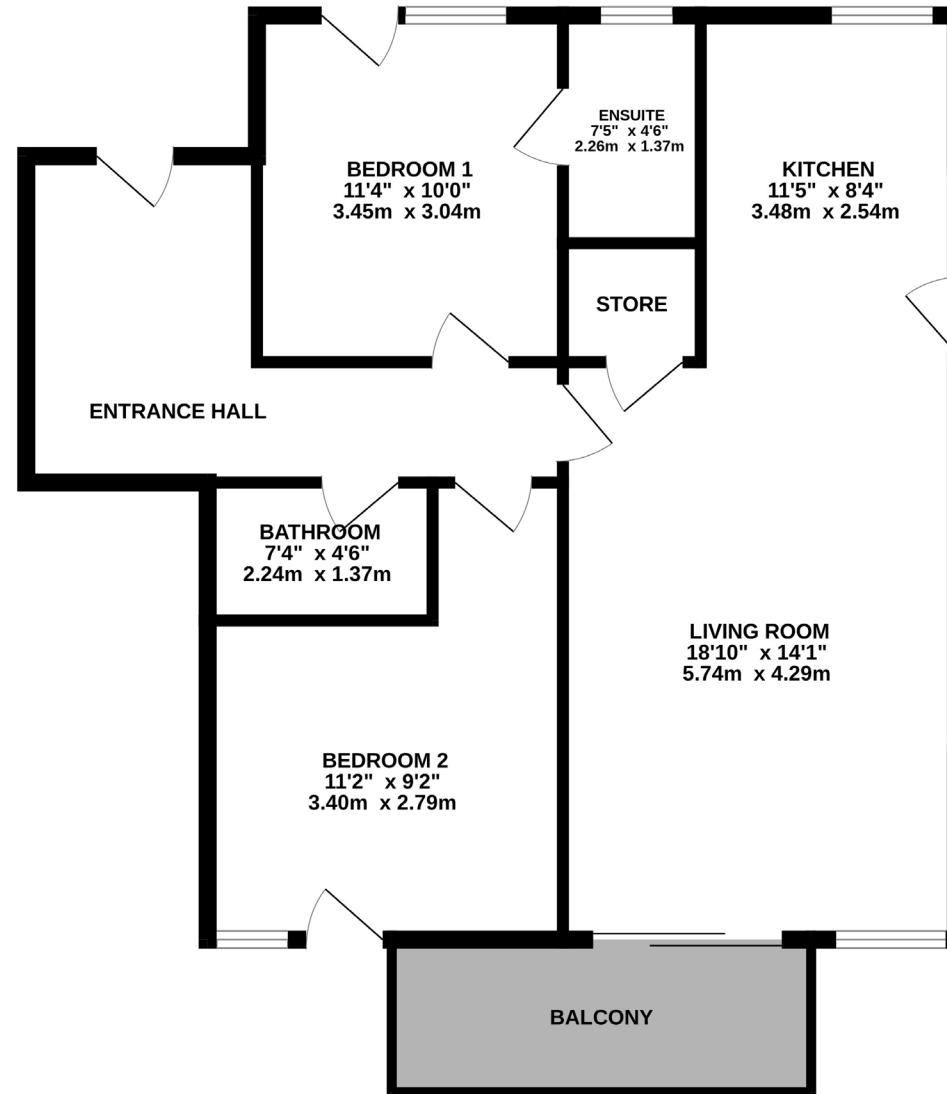 ENSUITE
7'5" x 4'6"
2.26m x 1.37m
BEDROOM 1
11'4" x 10'0"
3.45m x 3.04m
KITCHEN
11'5" x 8'4"
3.48m x 2.54m
STORE
ENTRANCE HALL
BATHROOM
7'4" x 4'6"
2.24m x 1.37m
LIVING ROOM
18'10" x 14'1"
5.74m x 4.29m
BEDROOM 2
11'2" x 9'2"
3.40m x 2.79m
BALCONY